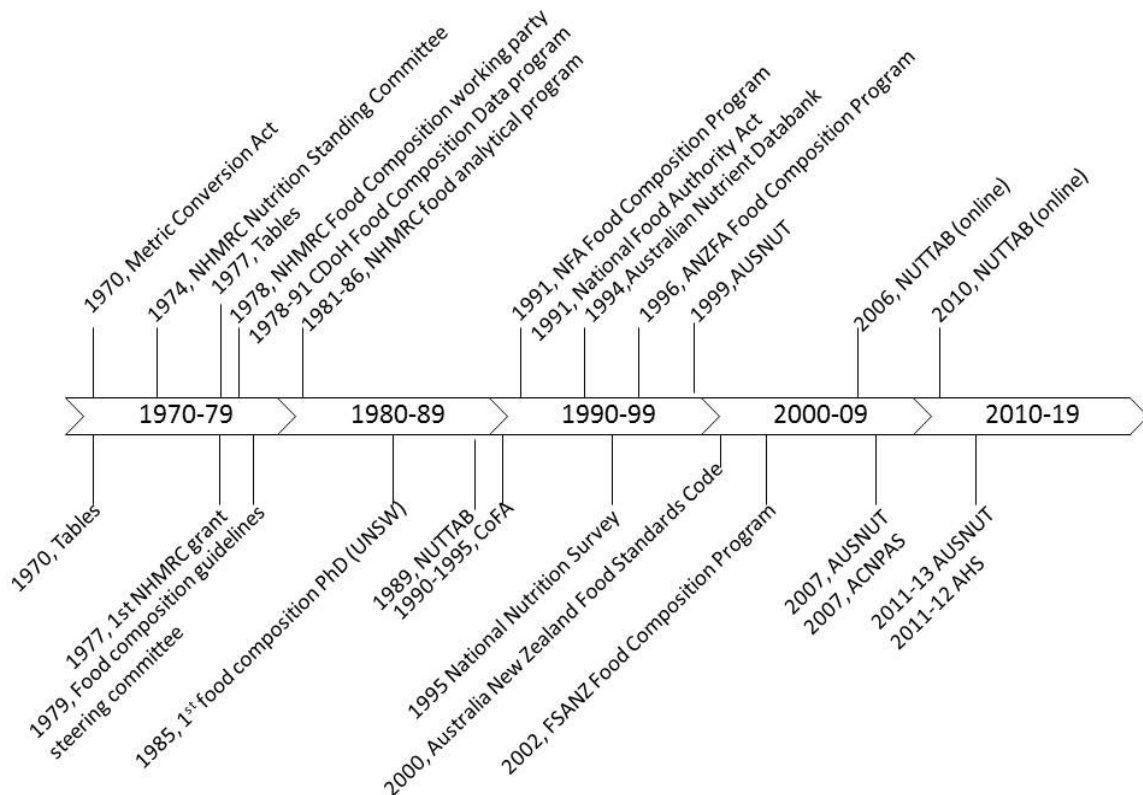 1970, Metric Conversion Act
1974, NHMRC Nutrition Standing Committee
1977, Tables
1978, NHMRC Food Composition working party
1978-91 CDoH Food Composition Data program
1981-86, NHMRC food analytical program
1991, NFA Food Composition Program
1991, National Food Authority Act
1994,Australian Nutrient Databank
1996, ANZFA Food Composition Program
1999,AUSNUT
2006, NUTTAB (online)
2010, NUTTAB (online)
1970-79
1980-89
1990-99
2000-09
2010-19
1970, Tables
1977, 1st NHMRC grant
1979, Food composition guidelines
steering committee
1985, 1st food composition PhD (UNSW)
1989, NUTTAB
1990-1995, CoFA
1995 National Nutrition Survey
2000, Australia New Zealand Food Standards Code
2002, FSANZ Food Composition Program
2007, AUSNUT
2007, ACNPAS
2011-13 AUSNUT
2011-12 AHS